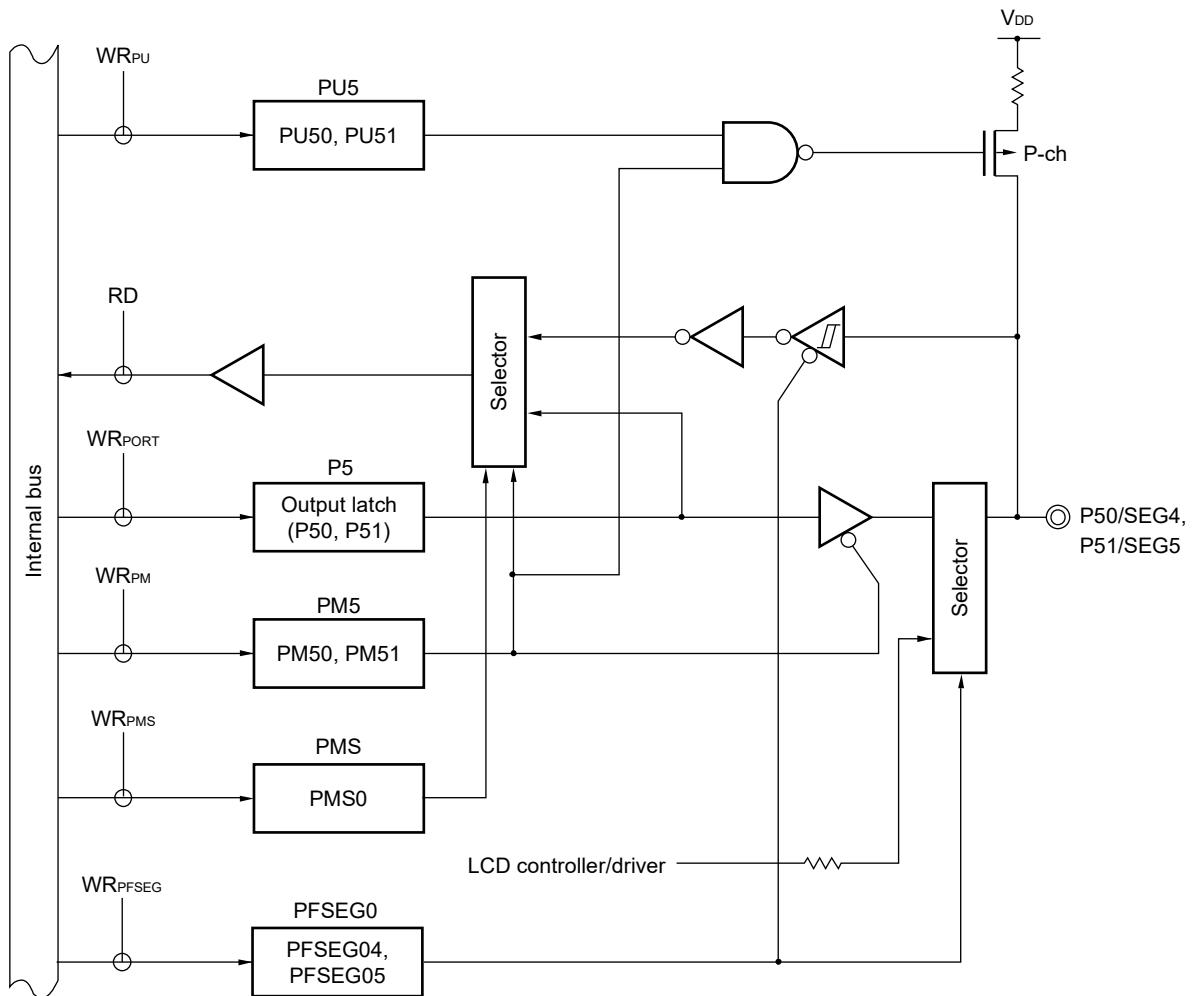 VDD
WRPU
PU5
PU50, PU51
P-ch
RD
Selector
WRPORT
P5
Output latch
(P50, P51)
Internal bus
P50/SEG4,
P51/SEG5
Selector
WRPM
PM5
PM50, PM51
WRPMS
PMS
PMS0
LCD controller/driver
WRPFSEG
PFSEG0
PFSEG04,
PFSEG05